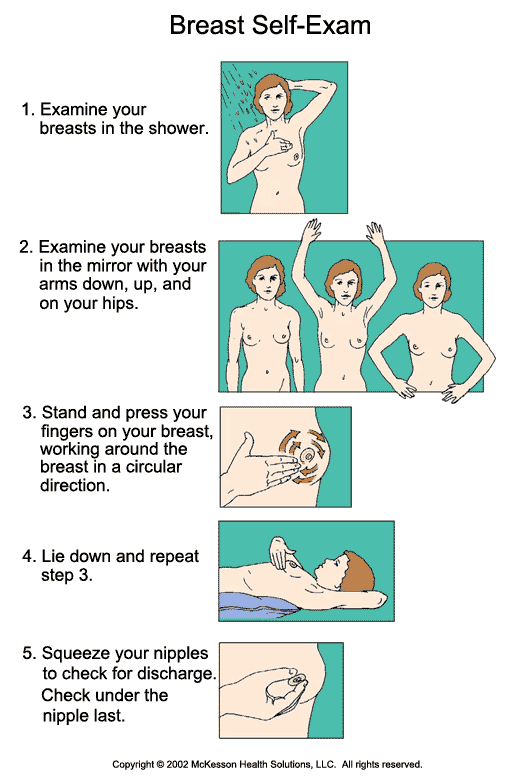 Breast Self-Exam
1. Examine your
breasts in the shower.
2. Examine your breasts
in the mirror with your
arms down, up, and
on your hips.
3. Stand and press your
fingers on your breast,
working around the
breast in a circular
direction.
4. Lie down and repeat
step 3.
5. Squeeze your nipples
to check for discharge.
Check under the
nipple last.
Copyright © 2002 McKesson Health Solutions, LLC. All rights reserved.